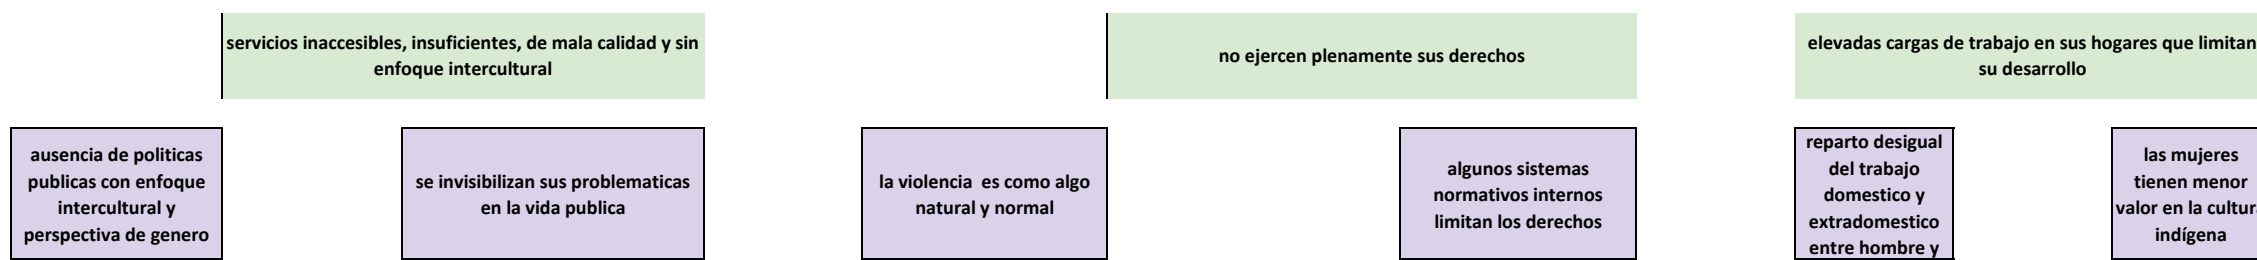 servicios inaccesibles, insuficientes, de mala calidad y sin
enfoque intercultural
no ejercen plenamente sus derechos
elevadas cargas de trabajo en sus hogares que limitan
su desarrollo
ausencia de politicas
publicas con enfoque
intercultural y
perspectiva de genero
se invisibilizan sus problematicas
en la vida publica
la violencia es como algo
natural y normal
algunos sistemas
normativos internos
limitan los derechos
reparto desigual
del trabajo
domestico y
extradomestico
entre hombre y
las mujeres
tienen menor
valor en la cultura
indígena